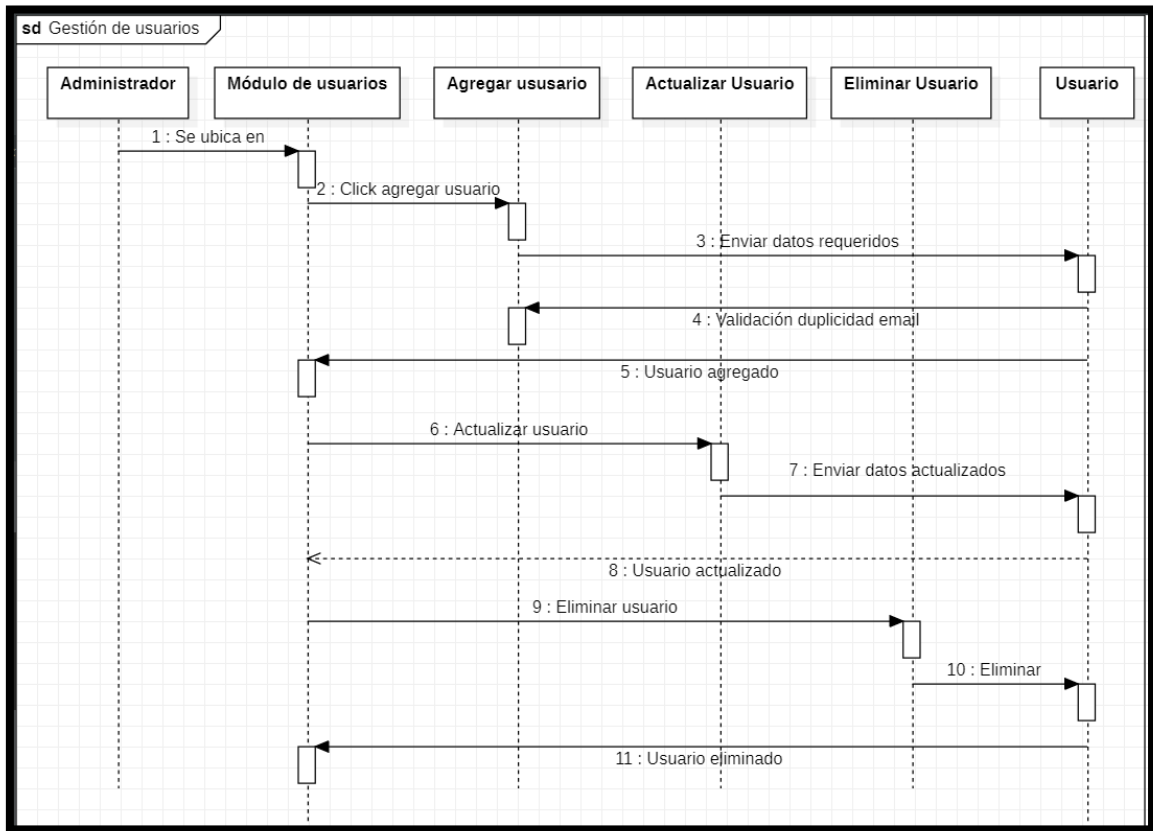 sd Gestión de usuarios
Administrador
Módulo de usuarios
Agregar ususario
Actualizar Usuario
Eliminar Usuario
Usuario
1 : Se ubica en
2 : Click agregar usuario
3 : Enviar datos requeridos
4 : Validación duplicidad email
5 : Usuario agregado
6 : Actualizar usuario
7 : Enviar datos actualizados
8 : Usuario actualizado
9 : Eliminar usuario
10 : Eliminar
11 : Usuario eliminado